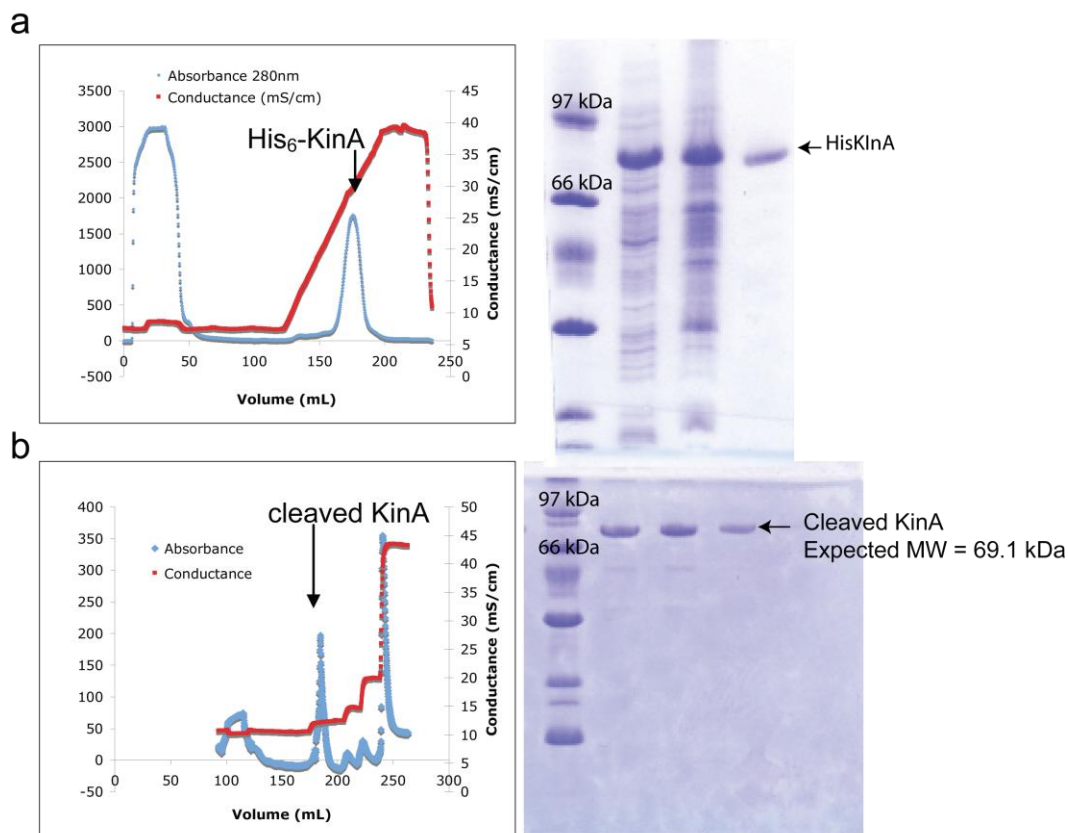 a
Absorbance 280nm
Conductance (mS/cm)
His₆-KinA
3500
3000
2500
2000
1500
1000
500
0
-500
45
40
35
30
25
20
15
10
5
0
Conductance (mS/cm)
0 50 100 150 200 250
Volume (mL)
97 kDa
66 kDa
HisKInA
b
cleaved KinA
Absorbance
Conductance
400
350
300
250
200
150
100
50
0
-50
50
45
40
35
30
25
20
15
10
5
0
Conductance (mS/cm)
0 50 100 150 200 250 300
Volume (mL)
97 kDa
66 kDa
Cleaved KinA
Expected MW = 69.1 kDa